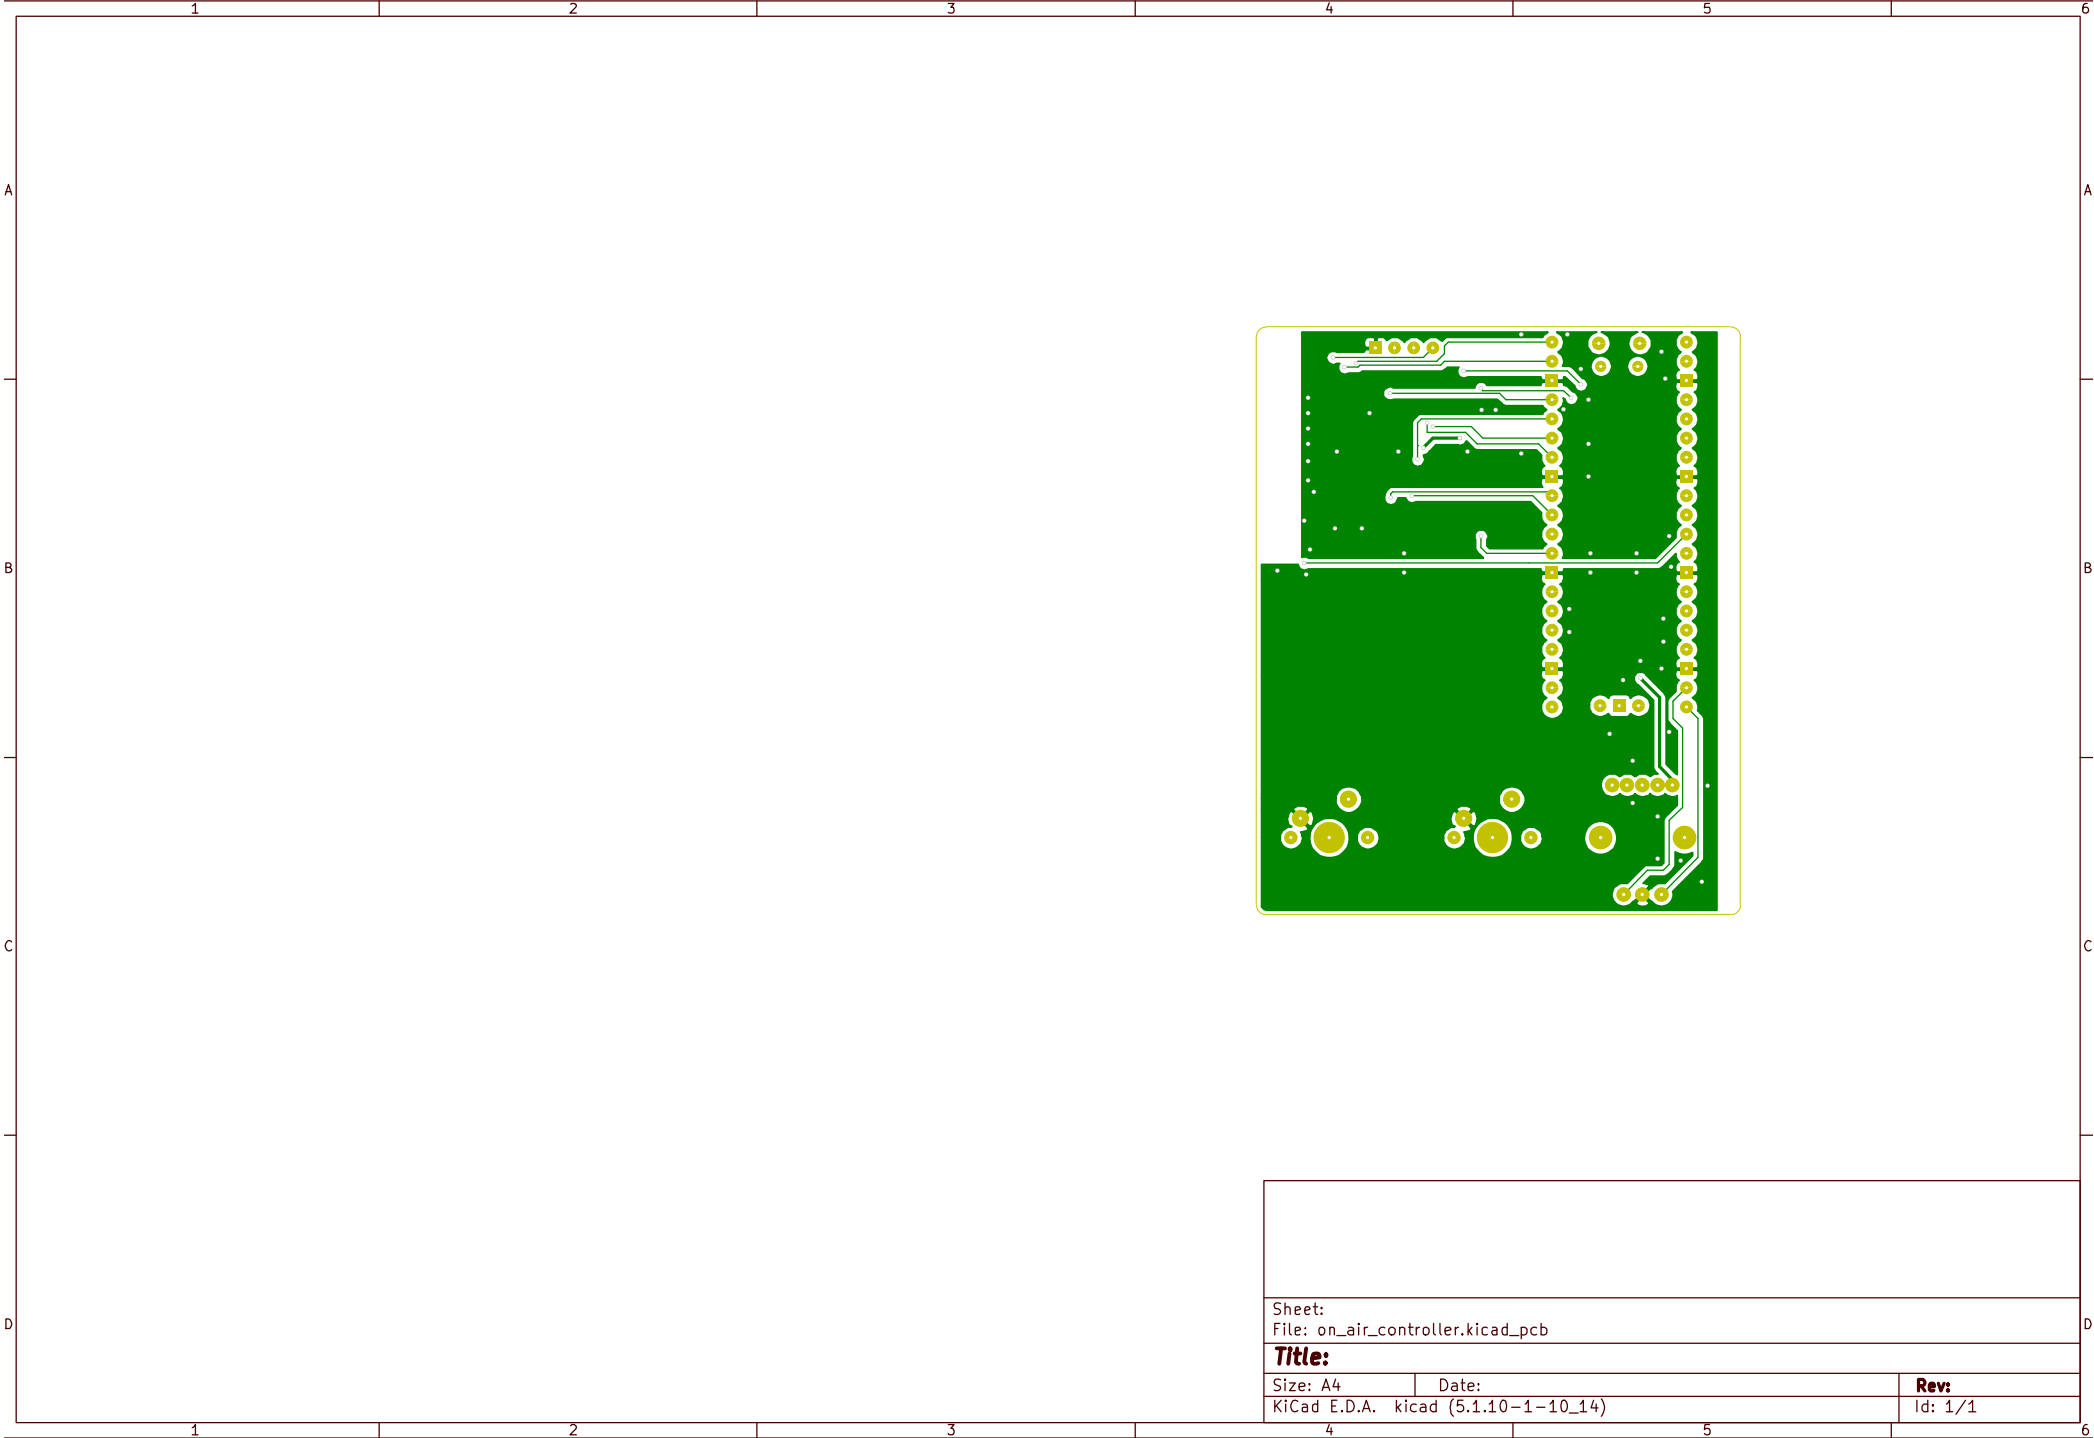 1 2 3 4 5 6
A A
B B
C C
D D
Sheet:
File: on_air_controller.kicad_pcb
Title:
Size: A4 Date: Rev:
KiCad E.D.A. kicad (5.1.10-1-10_14) Id: 1/1
1 2 3 4 5 6